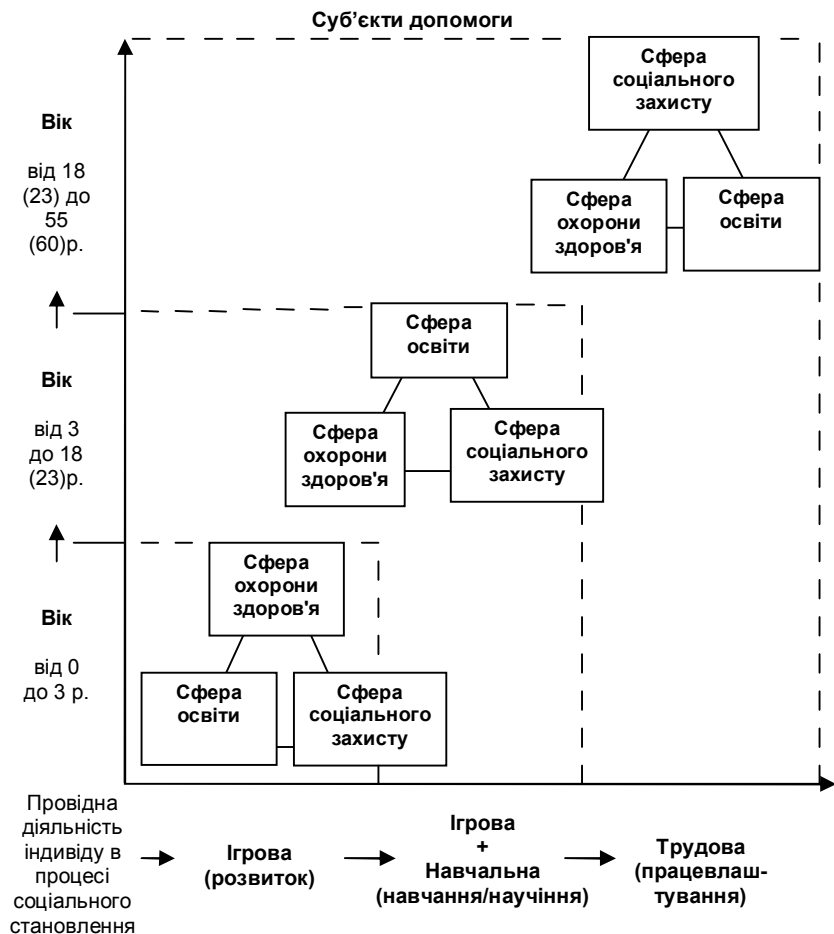 Суб’єкти допомоги
Сфера
соціального
захисту
Вік
від 18
(23) до
55
(60)р.
Сфера
охорони
здоров'я
Сфера
освіти
Сфера
освіти
Вік
від 3
до 18
(23)р.
Сфера
охорони
здоров'я
Сфера
соціального
захисту
Сфера
охорони
здоров'я
Вік
від 0
до 3 р.
Сфера
освіти
Сфера
соціального
захисту
Провідна
діяльність
індивіду в
процесі
соціального
становлення
Ігрова
(розвиток)
Ігрова
+
Навчальна
(навчання/научіння)
Трудова
(працевлаш-
тування)